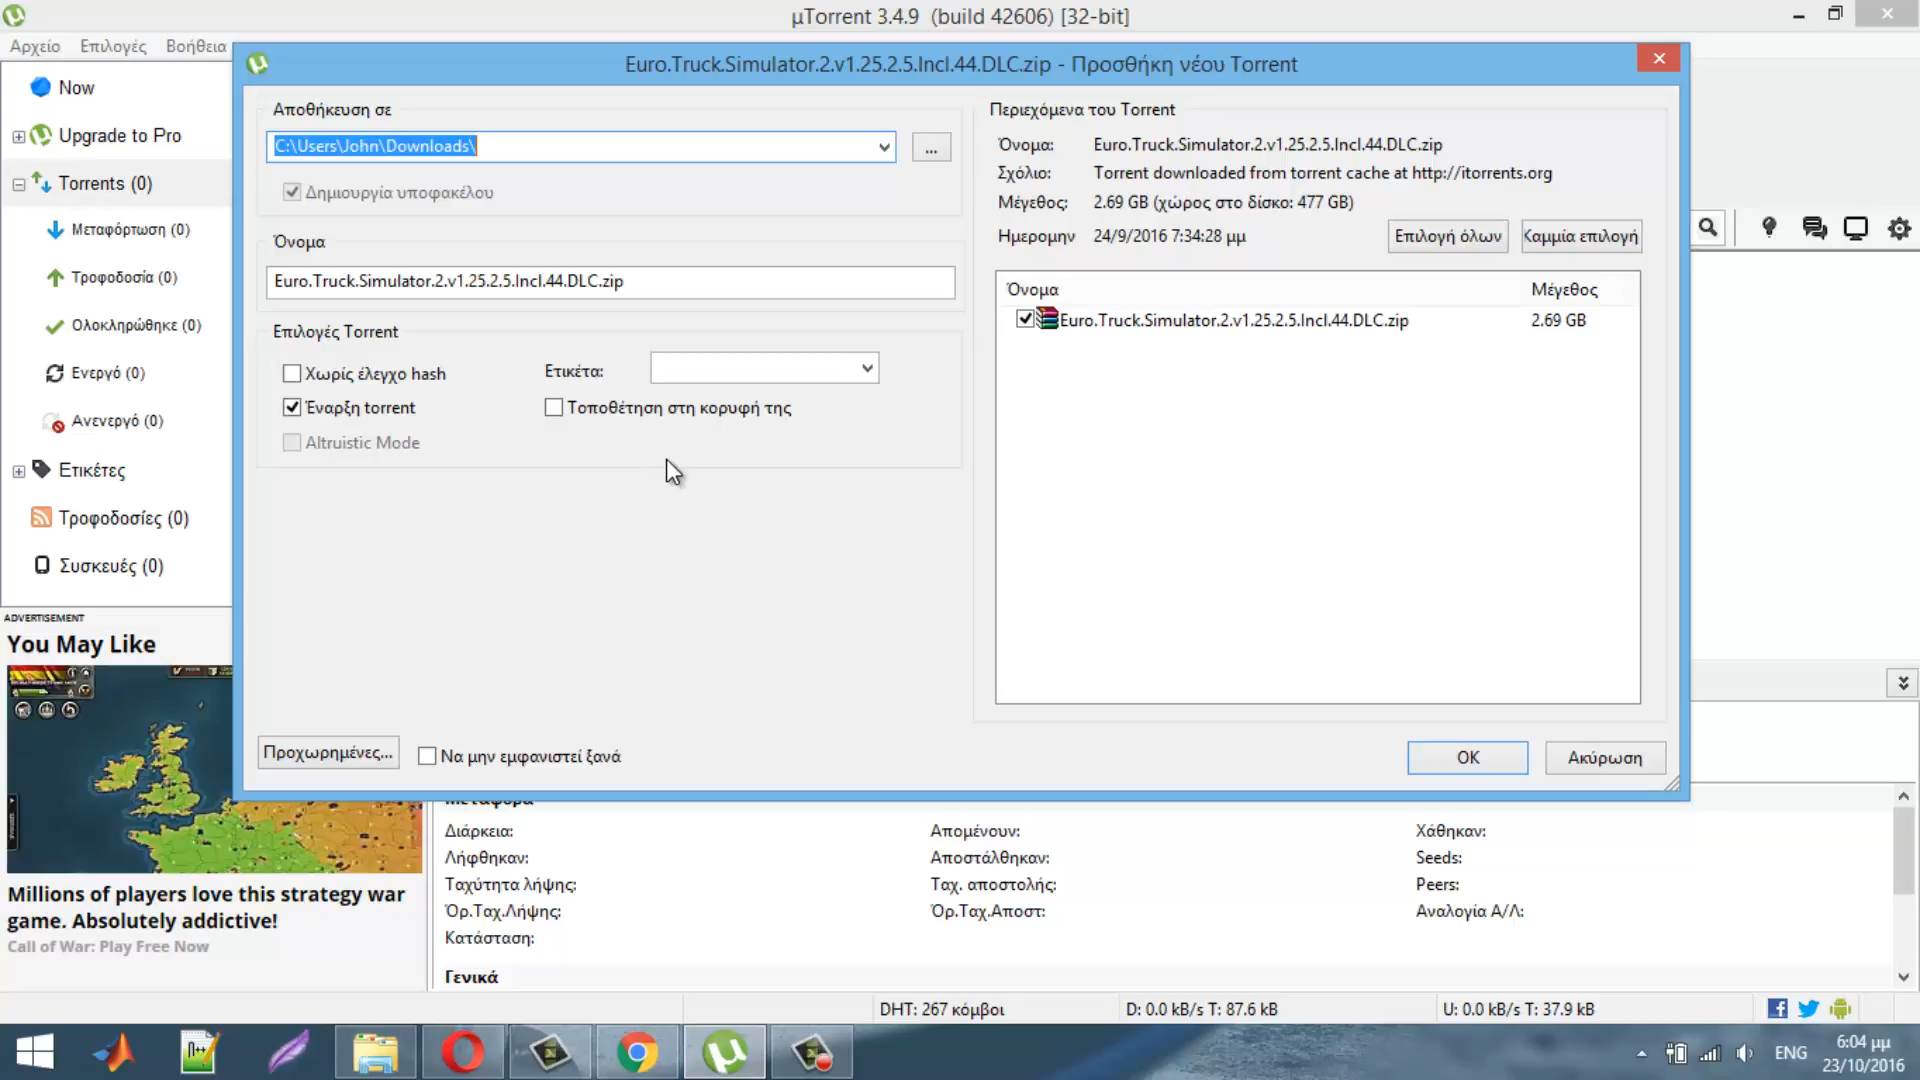 µTorrent 3.4.9 (build 42606) [32-bit]
Αρχείο Επιλογές Βοήθεια
Euro.Truck.Simulator.2.v1.25.2.5.Incl.44.DLC.zip - Προσθήκη νέου Torrent
Now
Upgrade to Pro
Torrents (0)
Μεταφόρτωση (0)
Τροφοδοσία (0)
Ολοκληρώθηκε (0)
Ενεργό (0)
Ανενεργό (0)
Ετικέτες
Τροφοδοσίες (0)
Συσκευές (0)
Αποθήκευση σε
C:\Users\John\Downloads\
...
Δημιουργία υποφακέλου
Όνομα
Euro.Truck.Simulator.2.v1.25.2.5.Incl.44.DLC.zip
Επιλογές Torrent
Χωρίς έλεγχο hash
Ετικέτα:
Έναρξη torrent
Τοποθέτηση στη κορυφή της
Altruistic Mode
Προχωρημένες...
Να μην εμφανιστεί ξανά
Περιεχόμενα του Torrent
Όνομα: Euro.Truck.Simulator.2.v1.25.2.5.Incl.44.DLC.zip
Σχόλιο: Torrent downloaded from torrent cache at http://itorrents.org
Μέγεθος: 2.69 GB (χώρος στο δίσκο: 477 GB)
Ημερομην 24/9/2016 7:34:28 μμ
Επιλογή όλων
Καμμία επιλογή
Όνομα Μέγεθος
Euro.Truck.Simulator.2.v1.25.2.5.Incl.44.DLC.zip 2.69 GB
OK
Ακύρωση
ADVERTISEMENT
You May Like
Millions of players love this strategy war
game. Absolutely addictive!
Call of War: Play Free Now
Μεταφορά
Διάρκεια: Απομένουν: Χάθηκαν:
Λήφθηκαν: Αποστάλθηκαν: Seeds:
Ταχύτητα λήψης: Ταχ. αποστολής: Peers:
Όρ.Ταχ.Λήψης: Όρ.Ταχ.Αποστ: Αναλογία Α/Λ:
Κατάσταση:
Γενικά
DHT: 267 κόμβοι
D: 0.0 kB/s T: 87.6 kB
U: 0.0 kB/s T: 37.9 kB
ENG
6:04 μμ
23/10/2016